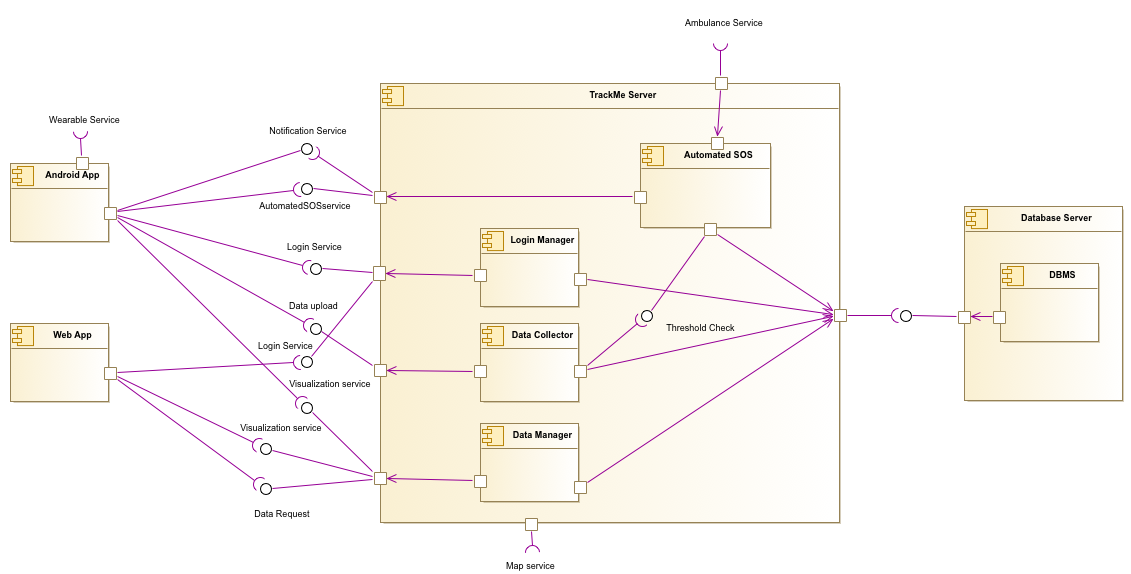 Ambulance Service
TrackMe Server
Wearable Service
Notification Service
Automated SOS
Android App
AutomatedSOSservice
Database Server
Login Manager
Login Service
DBMS
Data upload
Threshold Check
Web App
Data Collector
Login Service
Visualization service
Visualization service
Data Manager
Data Request
Map service